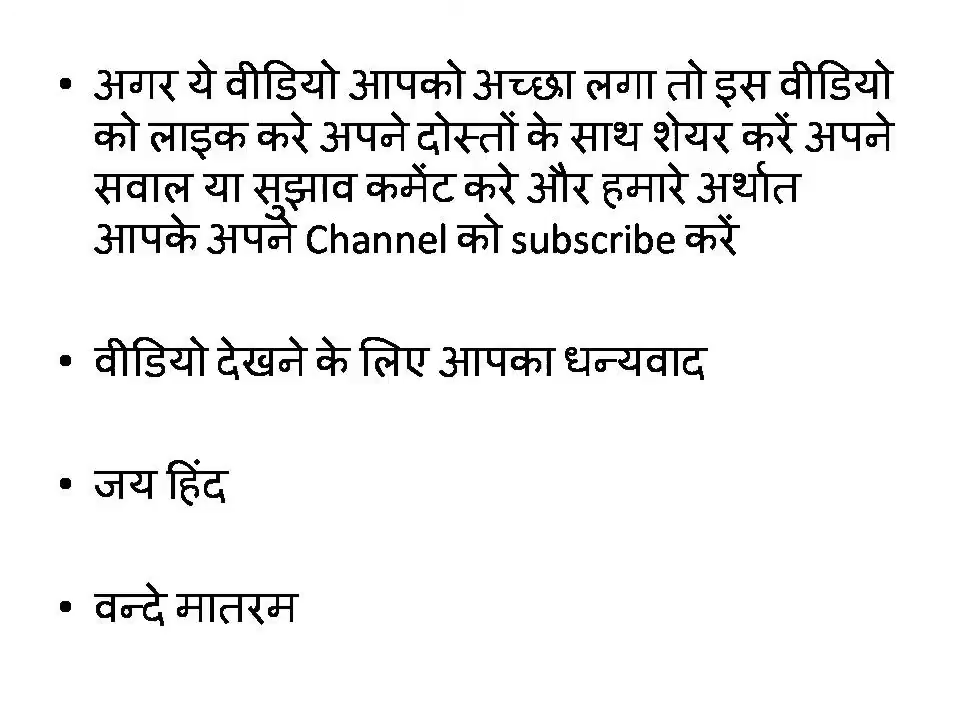 • अगर ये वीडियो आपको अच्छा लगा तो इस वीडियो
को लाइक करे अपने दोस्तों के साथ शेयर करें अपने
सवाल या सुझाव कमेंट करे और हमारे अर्थात
आपके अपने Channel को subscribe करें
• वीडियो देखने के लिए आपका धन्यवाद
• जय हिंद
• वन्दे मातरम